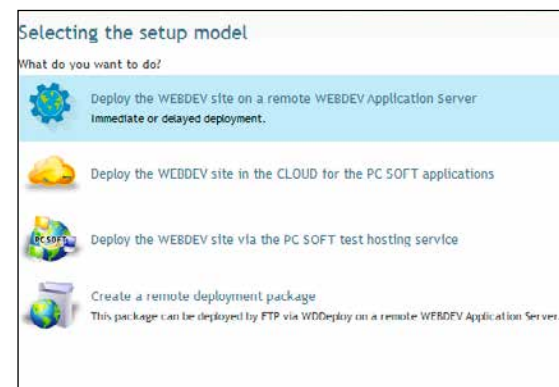 Selecting the setup model
What do you want to do?
Deploy the WEBDEV site on a remote WEBDEV Application Server
Immediate or delayed deployment.
Deploy the WEBDEV site in the CLOUD for the PC SOFT applications
PC SOFT
Deploy the WEBDEV site via the PC SOFT test hosting service
Create a remote deployment package
This package can be deployed by FTP via WDDeploy on a remote WEBDEV Application Server.